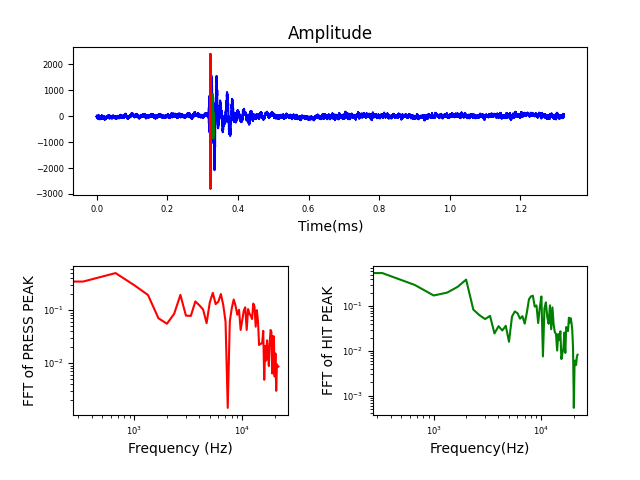 Amplitude
2000
1000
0
−1000
−2000
−3000
0.0 0.2 0.4 0.6 0.8 1.0 1.2
Time(ms)
FFT of PRESS PEAK
10⁻¹
10⁻²
10³ 10⁴
Frequency (Hz)
FFT of HIT PEAK
10⁻¹
10⁻²
10⁻³
10³ 10⁴
Frequency(Hz)